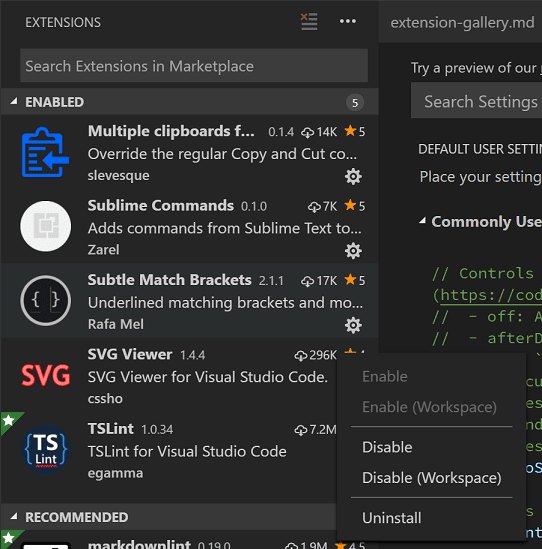 EXTENSIONS
Search Extensions in Marketplace
ENABLED 5
Multiple clipboards f... 0.1.4 14K 5
Override the regular Copy and Cut co...
slevesque
Sublime Commands 0.1.0 7K 5
Adds commands from Sublime Text to...
Zarel
Subtle Match Brackets 2.1.1 17K 5
{ }
Underlined matching brackets and mo...
Rafa Mel
SVG Viewer 1.4.4 296K 4
SVG
SVG Viewer for Visual Studio Code.
cssho
TSLint 1.0.34 7.2M
{TS}
Lint
TSLint for Visual Studio Code
egamma
RECOMMENDED
markdownlint 0.19.0 1.9M 4.5
extension-gallery.md
Try a preview of our
Search Settings
DEFAULT USER SETTI
Place your setting
Commonly Use
// Controls
(https://cod
// - off: A
// - afterD
Enable
Enable (Workspace)
Disable
Disable (Workspace)
Uninstall